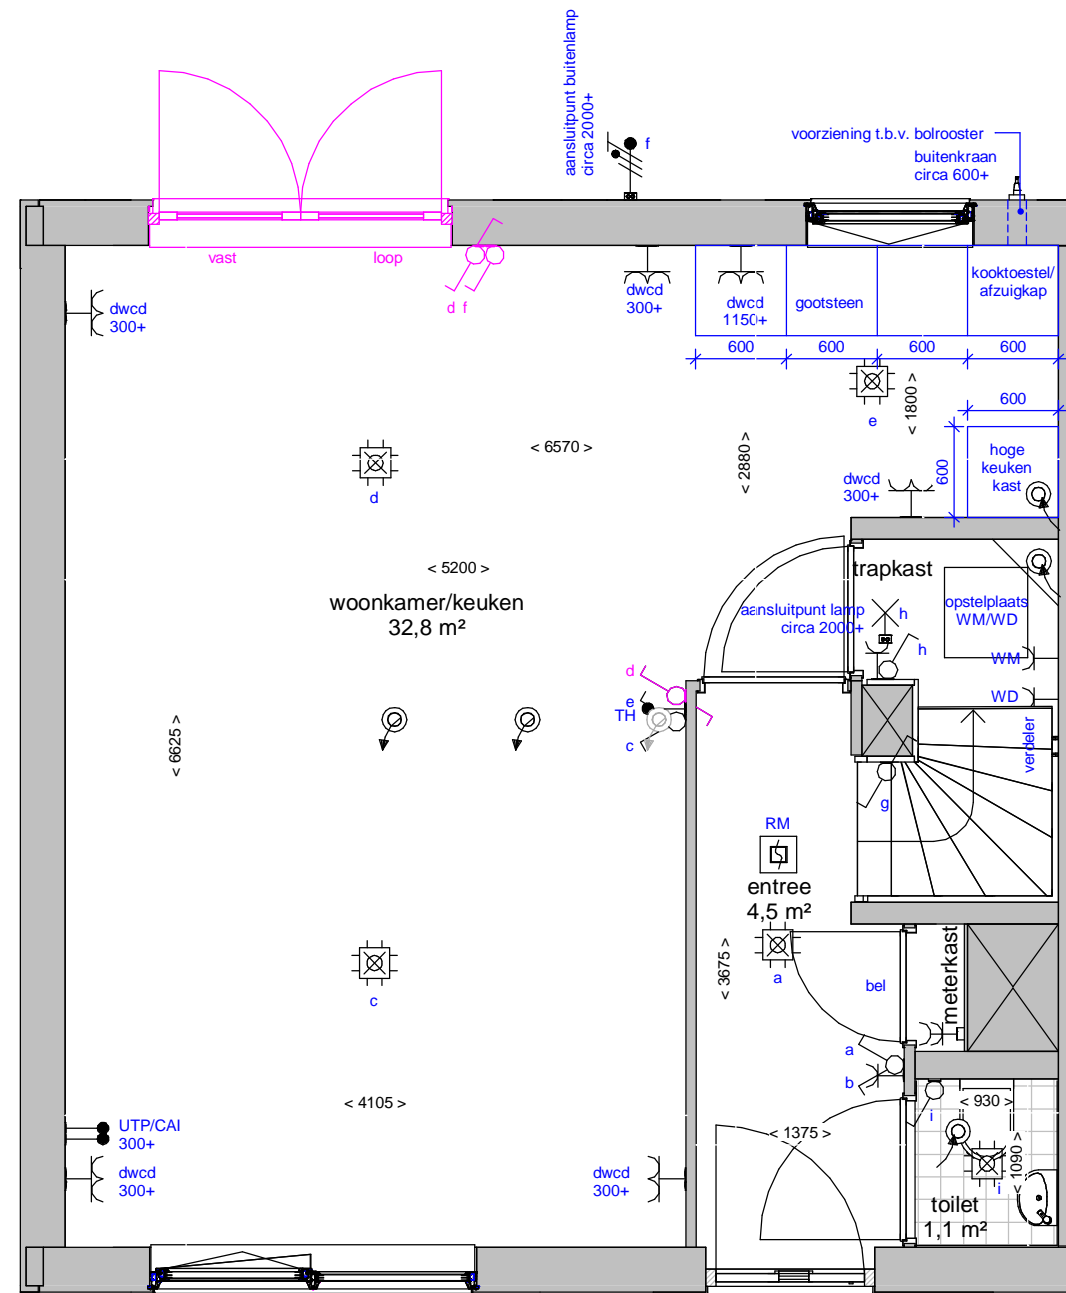 aansluitpunt buitenlamp
circa 2000+
f
voorziening t.b.v. bolrooster
buitenkraan
circa 600+
vast
loop
d f
dwcd
300+
dwcd
300+
dwcd
1150+
gootsteen
kooktoestel/
afzuigkap
600
600
600
600
e
< 1800 >
600
600
hoge
keuken
kast
< 6570 >
< 2880 >
d
dwcd
300+
< 5200 >
woonkamer/keuken
32,8 m²
trapkast
aansluitpunt lamp
circa 2000+
h
h
opstelplaats
WM/WD
WM
WD
verdeler
d
e
TH
c
< 6625 >
g
RM
entree
4,5 m²
< 3675 >
a
bel
meterkast
c
a
b
< 4105 >
UTP/CAI
300+
dwcd
300+
dwcd
300+
< 1375 >
i
< 930 >
< 1090 >
i
toilet
1,1 m²